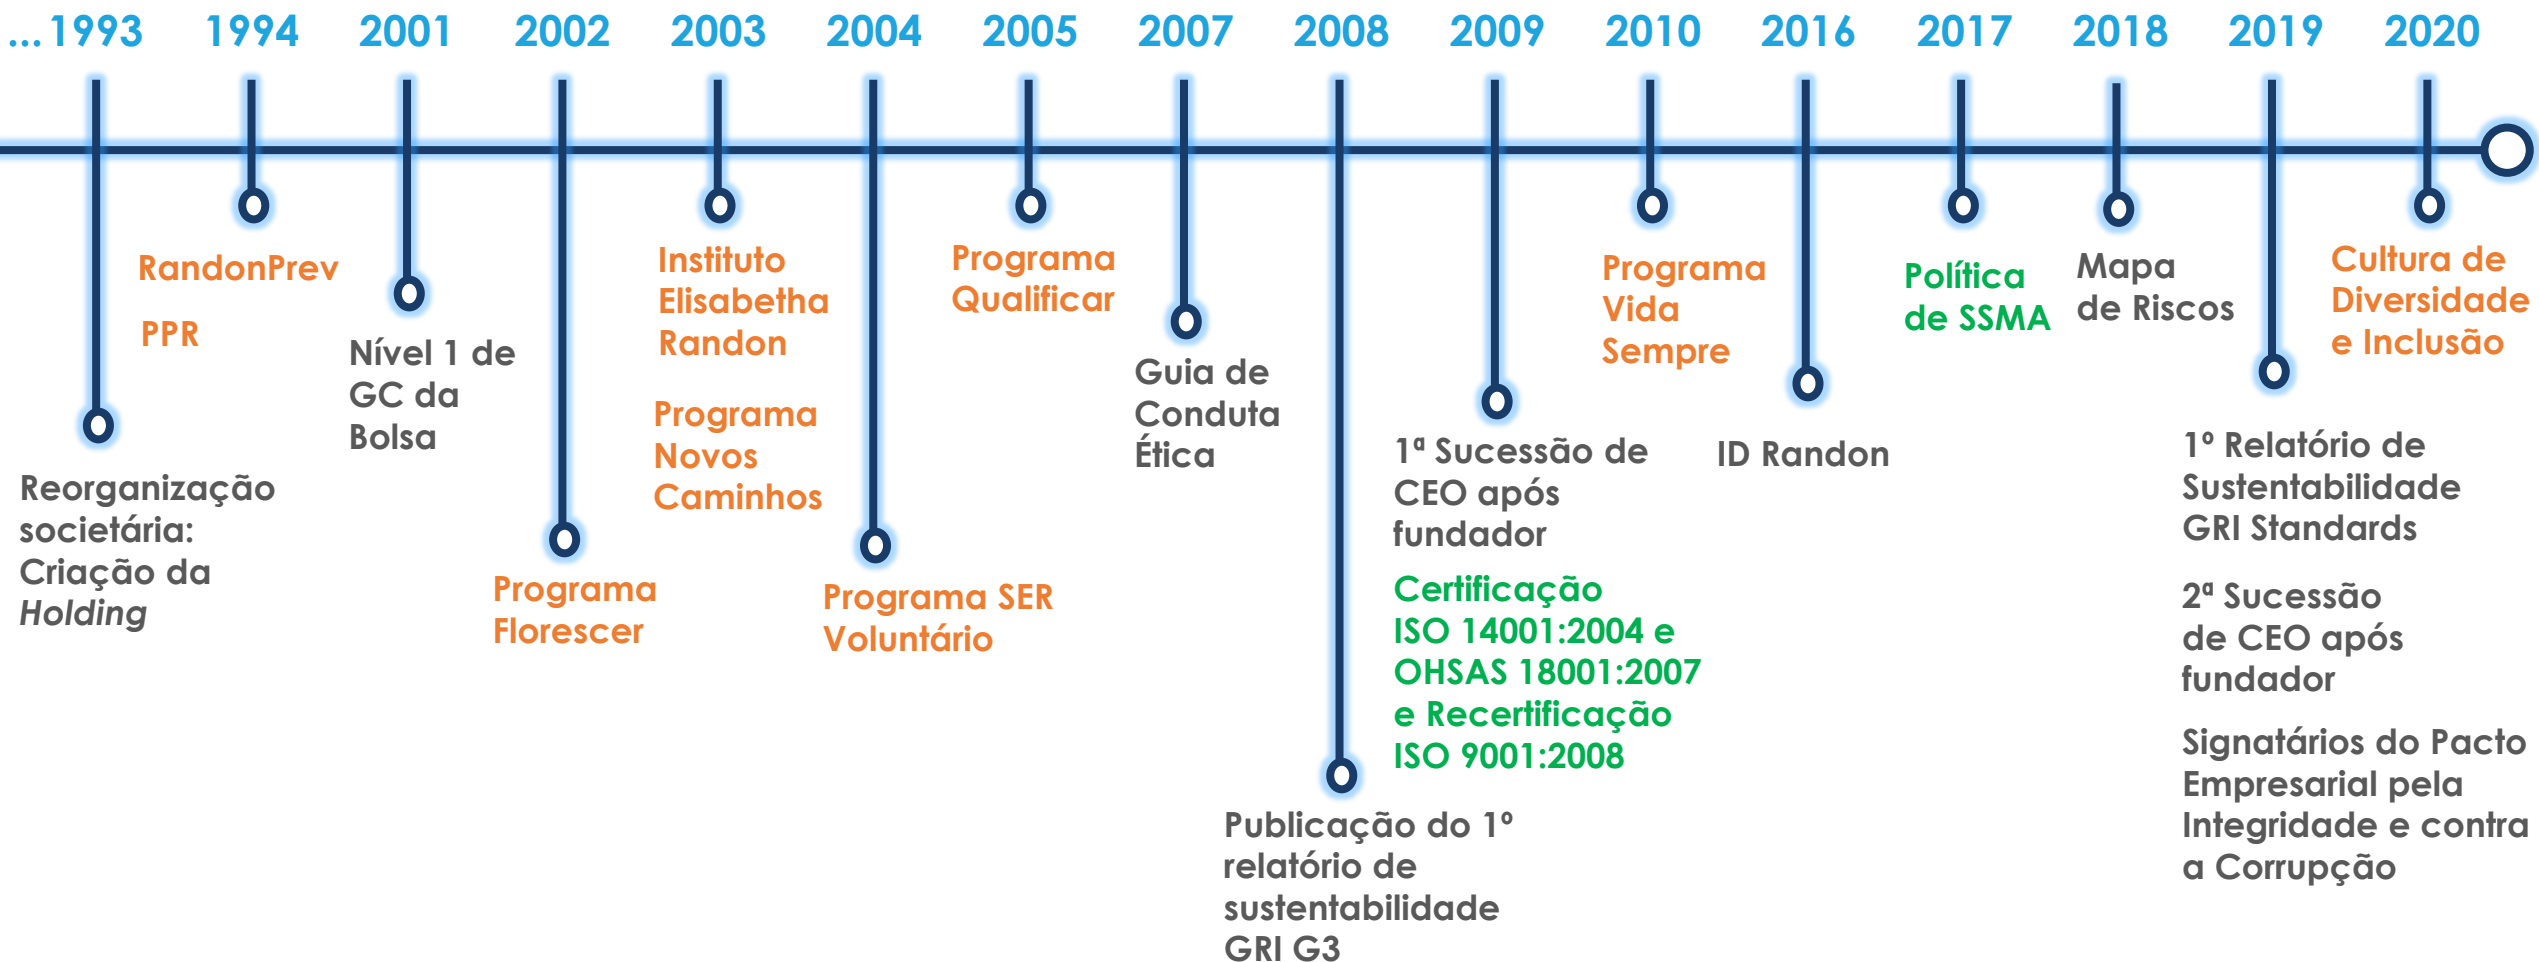 ...1993 1994 2001 2002 2003 2004 2005 2007 2008 2009 2010 2016 2017 2018 2019 2020
Reorganização
societária:
Criação da
Holding
RandonPrev
PPR
Nível 1 de
GC da
Bolsa
Programa
Florescer
Instituto
Elisabetha
Randon
Programa
Novos
Caminhos
Programa SER
Voluntário
Programa
Qualificar
Guia de
Conduta
Ética
Publicação do 1º
relatório de
sustentabilidade
GRI G3
1ª Sucessão de
CEO após
fundador
Certificação
ISO 14001:2004 e
OHSAS 18001:2007
e Recertificação
ISO 9001:2008
Programa
Vida
Sempre
ID Randon
Política
de SSMA
Mapa
de Riscos
1º Relatório de
Sustentabilidade
GRI Standards
2ª Sucessão
de CEO após
fundador
Signatários do Pacto
Empresarial pela
Integridade e contra
a Corrupção
Cultura de
Diversidade
e Inclusão